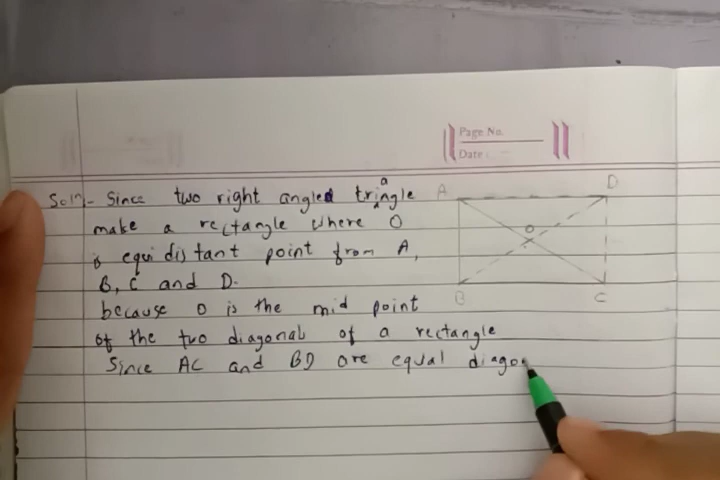 Page No.
Date
Soln- Since two right angled triangle
make a rectangle where O
is equidistant point from A,
B, C and D.
because O is the mid point
of the two diagonal of a rectangle
Since AC and BD are equal diago
A
D
O
B
C